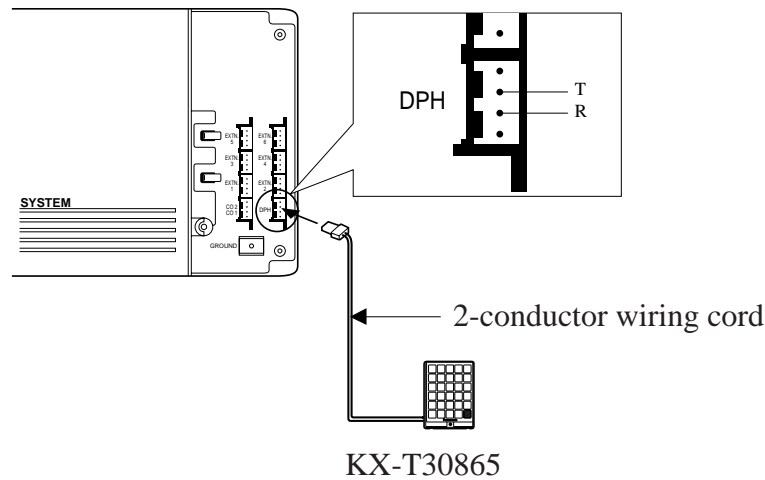 DPH
T
R
EXTN.
5
EXTN.
6
EXTN.
3
EXTN.
4
EXTN.
1
EXTN.
2
CO 2
CO 1
DPH
SYSTEM
GROUND
2-conductor wiring cord
KX-T30865